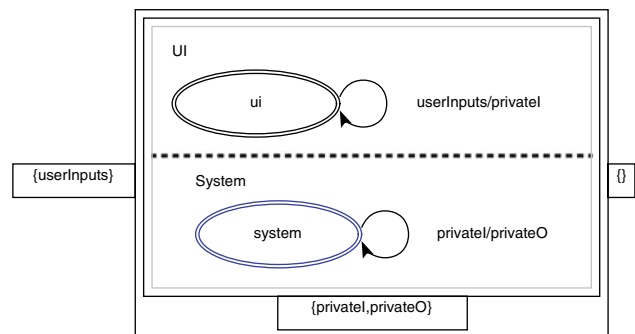 UI
ui
userInputs/privateI
{userInputs}
{}
System
system
privateI/privateO
{privateI,privateO}